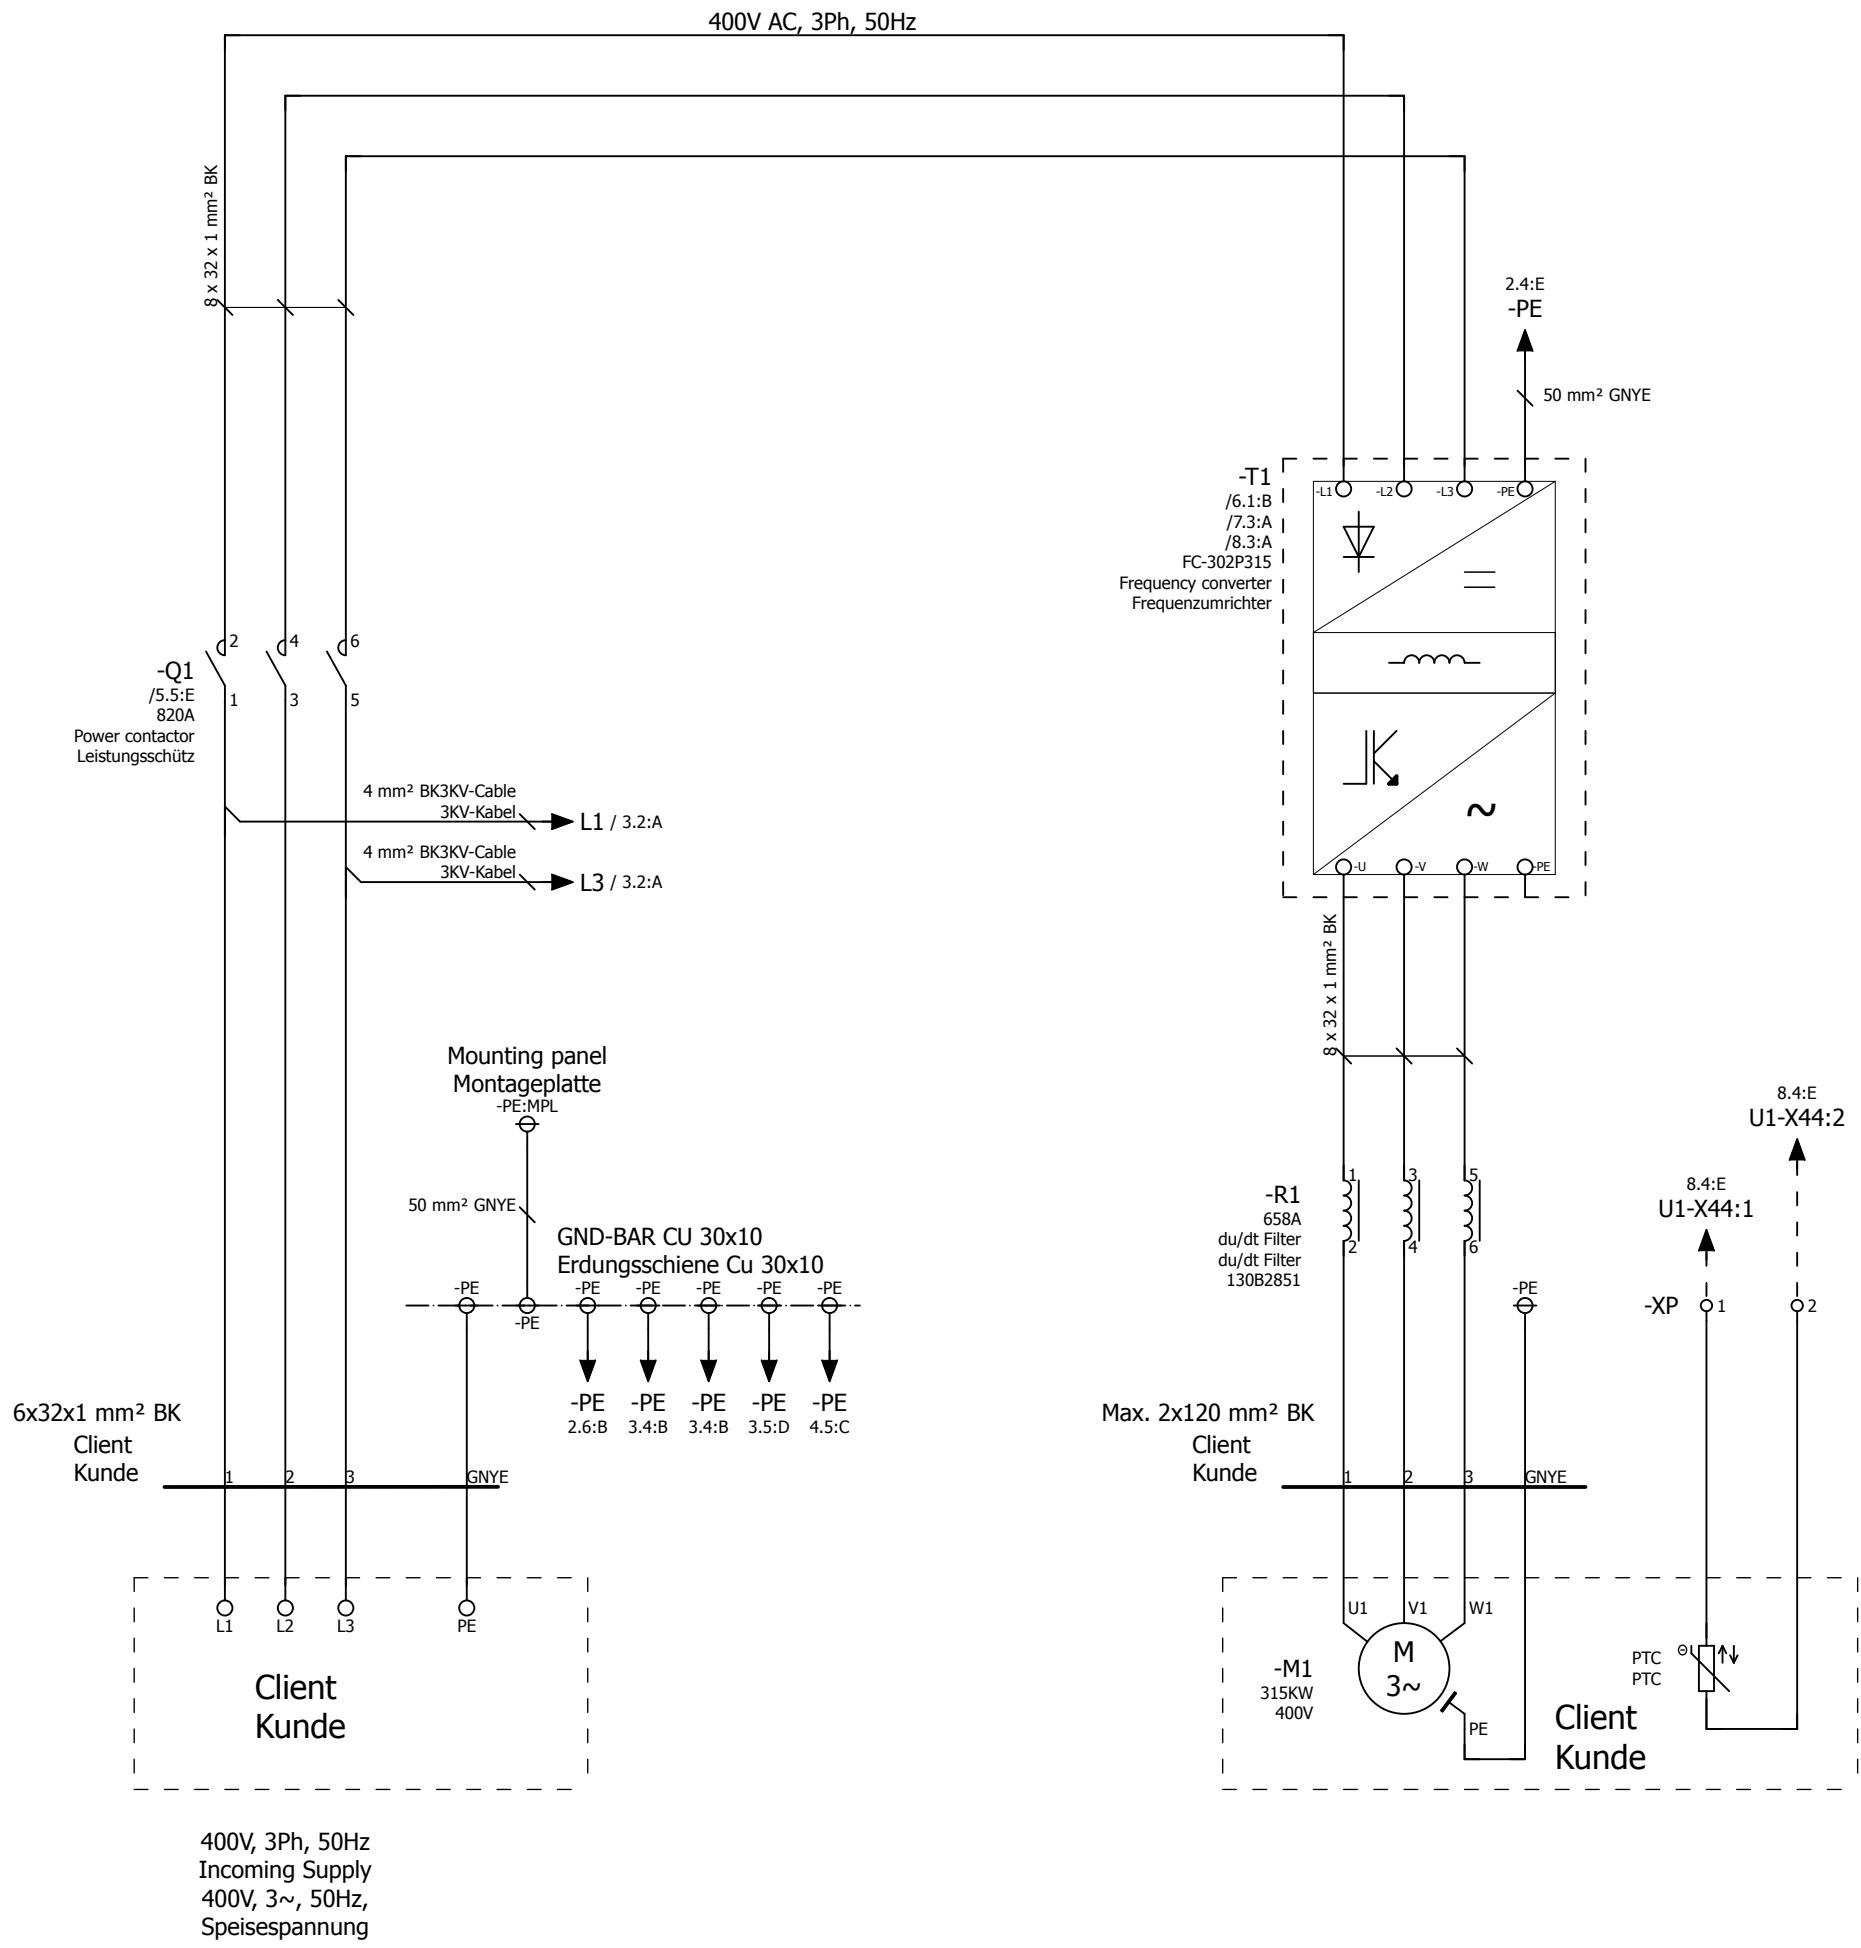 400V AC, 3Ph, 50Hz
8 x 32 x 1 mm² BK
2.4:E
-PE
50 mm² GNYE
-T1
/6.1:B
/7.3:A
/8.3:A
FC-302P315
Frequency converter
Frequenzumrichter
-L1
-L2
-L3
-PE
~
-U
-V
-W
-PE
2
4
6
-Q1
/5.5:E
820A
Power contactor
Leistungsschütz
1
3
5
4 mm² BK3KV-Cable
3KV-Kabel
L1 / 3.2:A
4 mm² BK3KV-Cable
3KV-Kabel
L3 / 3.2:A
8 x 32 x 1 mm² BK
Mounting panel
Montageplatte
-PE:MPL
50 mm² GNYE
GND-BAR CU 30x10
Erdungsschiene Cu 30x10
-PE
-PE
-PE
-PE
-PE
-PE
-PE
-PE
2.6:B
-PE
3.4:B
-PE
3.4:B
-PE
3.5:D
-PE
4.5:C
-R1
658A
du/dt Filter
du/dt Filter
130B2851
1
3
5
2
4
6
8.4:E
U1-X44:2
8.4:E
U1-X44:1
-PE
-XP
1
2
6x32x1 mm² BK
Client
Kunde
1
2
3
GNYE
Max. 2x120 mm² BK
Client
Kunde
1
2
3
GNYE
L1
L2
L3
PE
Client
Kunde
U1
V1
W1
M
3~
-M1
315KW
400V
PE
PTC
PTC
Θ
Client
Kunde
400V, 3Ph, 50Hz
Incoming Supply
400V, 3~, 50Hz,
Speisespannung